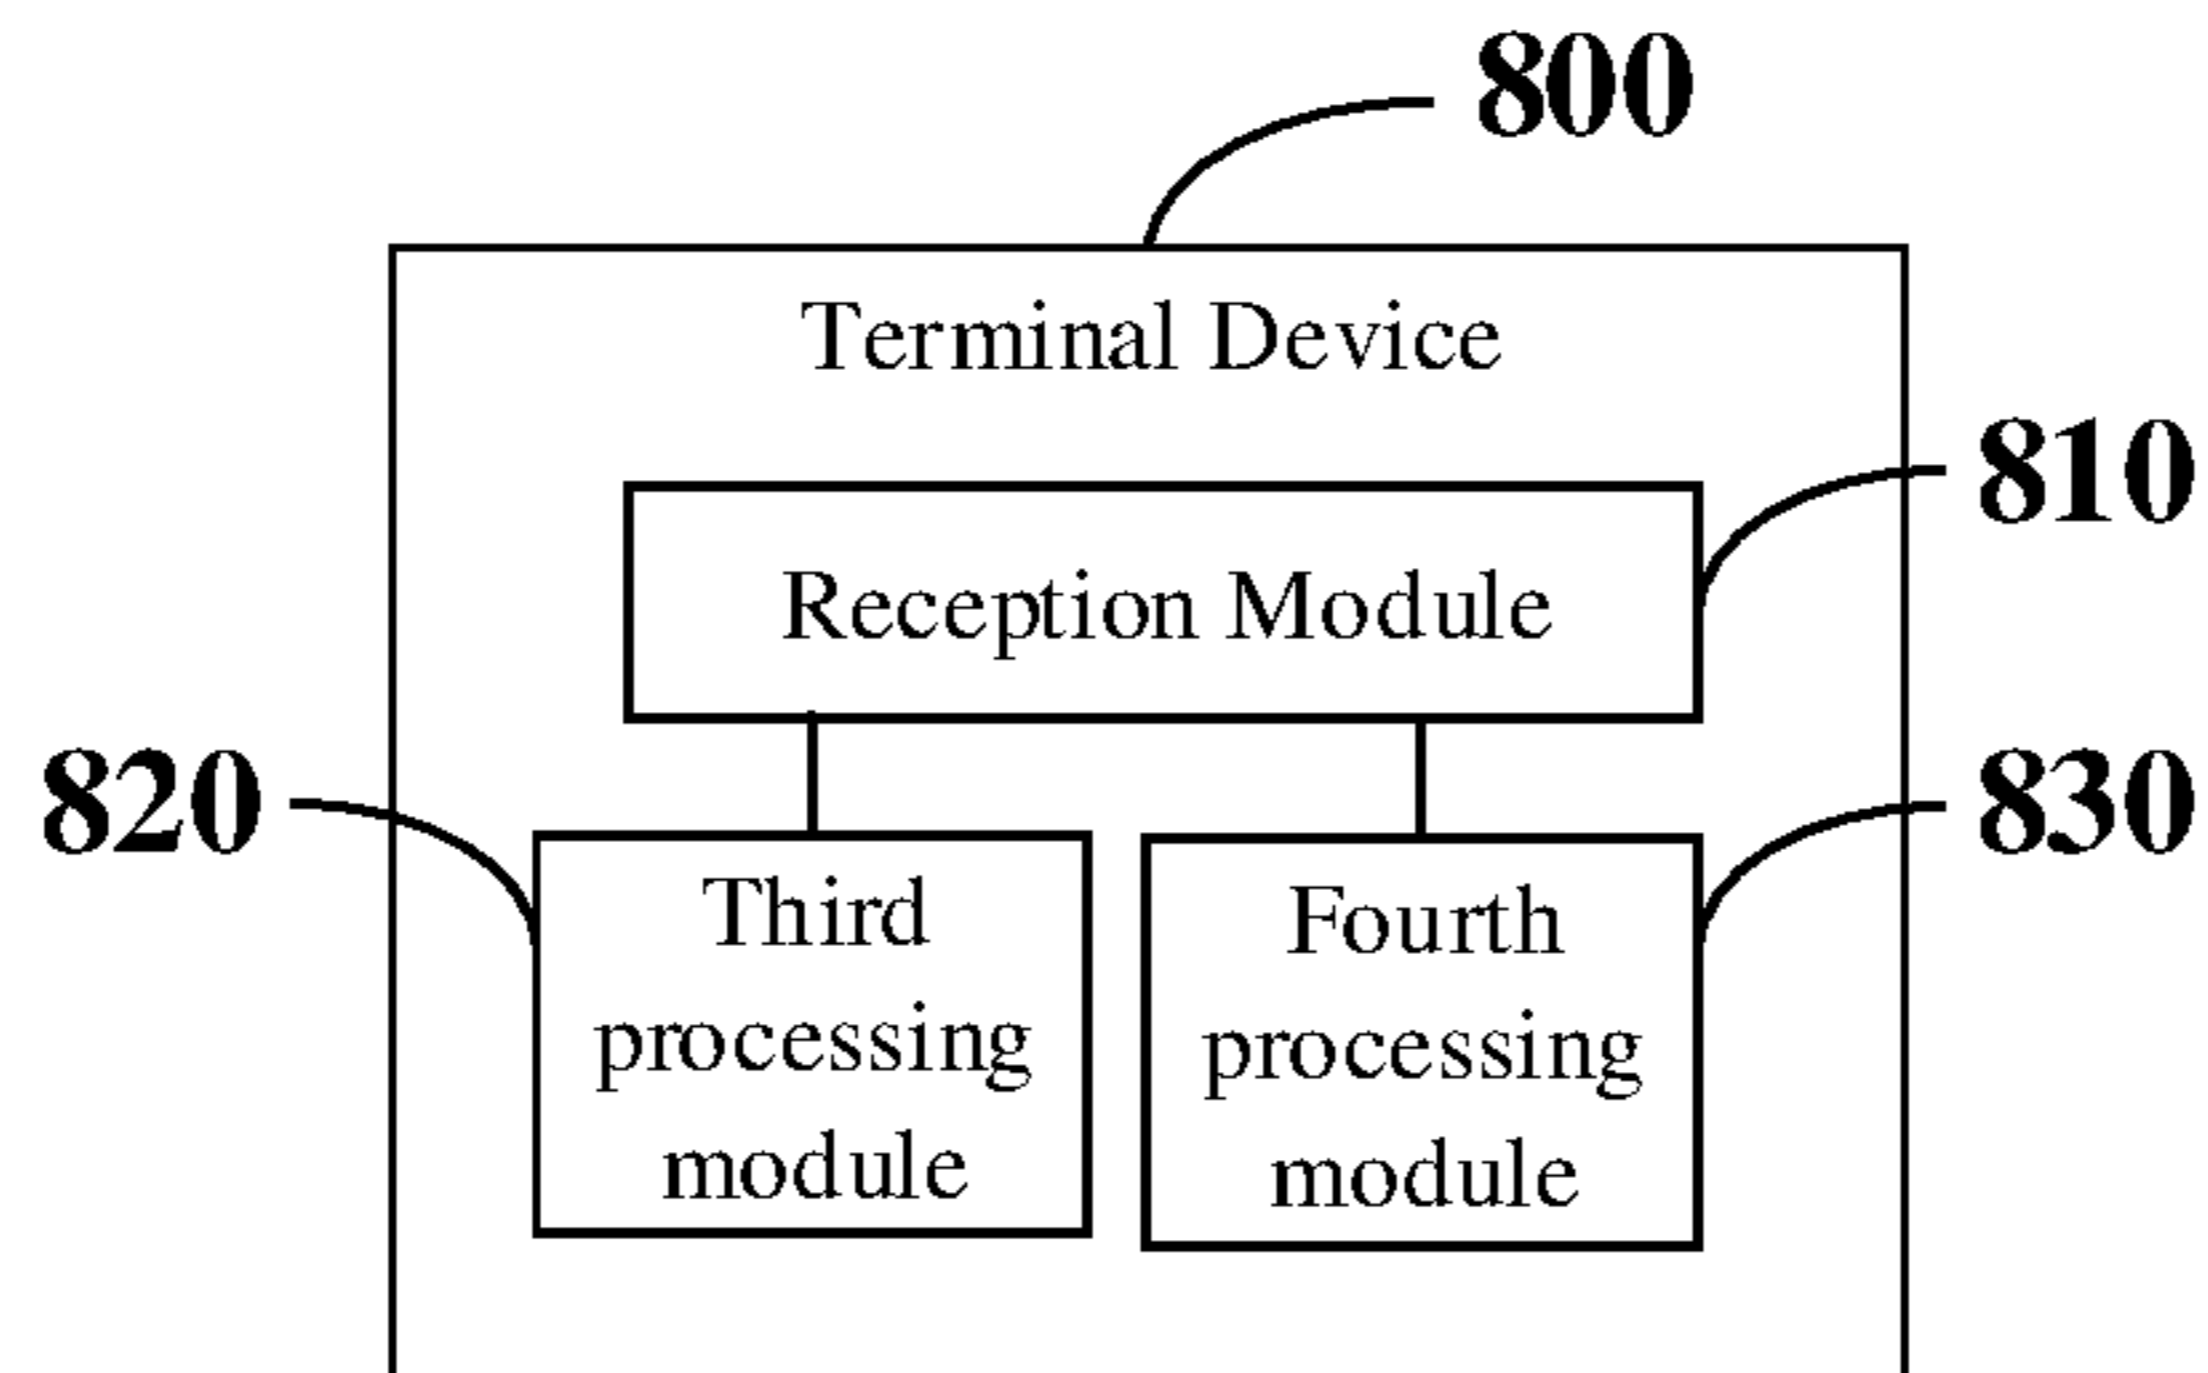 800
Terminal Device
810
Reception Module
820
830
Third
processing
module
Fourth
processing
module